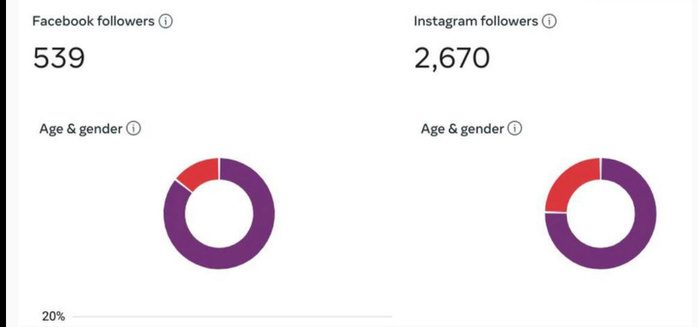 Facebook followers
539
Age & gender
20%
Instagram followers
2,670
Age & gender